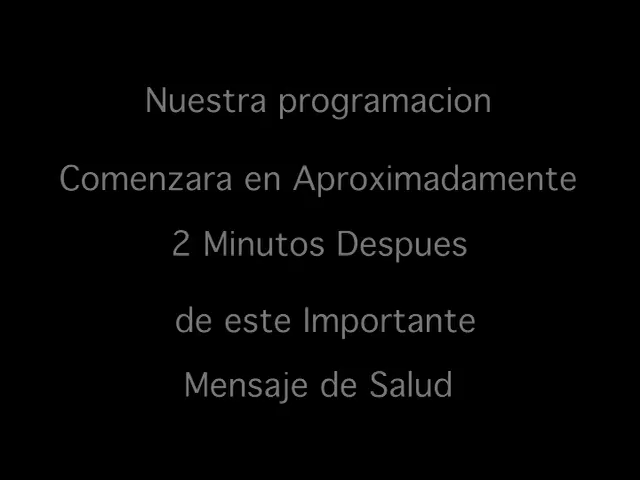 Nuestra programacion
Comenzara en Aproximadamente
2 Minutos Despues
de este Importante
Mensaje de Salud